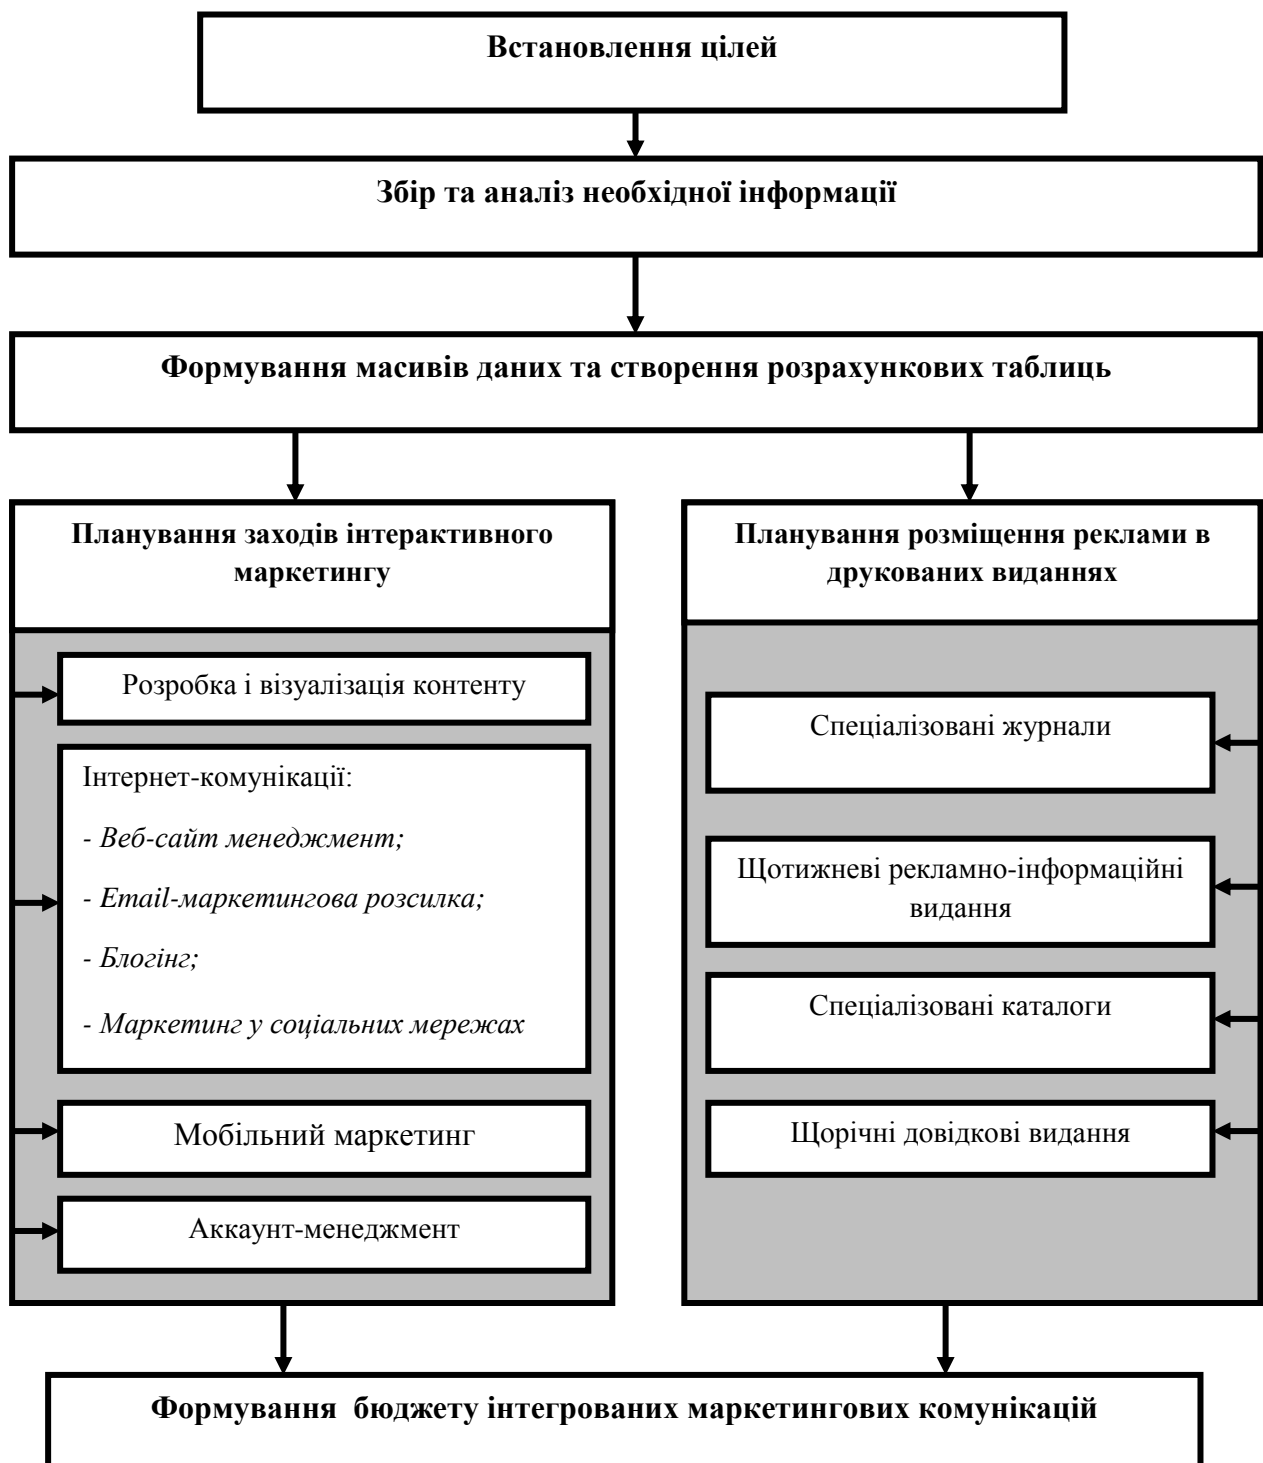 Встановлення цілей
Збір та аналіз необхідної інформації
Формування масивів даних та створення розрахункових таблиць
Планування заходів інтерактивного
маркетингу
Розробка і візуалізація контенту
Інтернет-комунікації:
- Веб-сайт менеджмент;
- Email-маркетингова розсилка;
- Блогінг;
- Маркетинг у соціальних мережах
Мобільний маркетинг
Аккаунт-менеджмент
Планування розміщення реклами в
друкованих виданнях
Спеціалізовані журнали
Щотижневі рекламно-інформаційні
видання
Спеціалізовані каталоги
Щорічні довідкові видання
Формування  бюджету інтегрованих маркетингових комунікацій